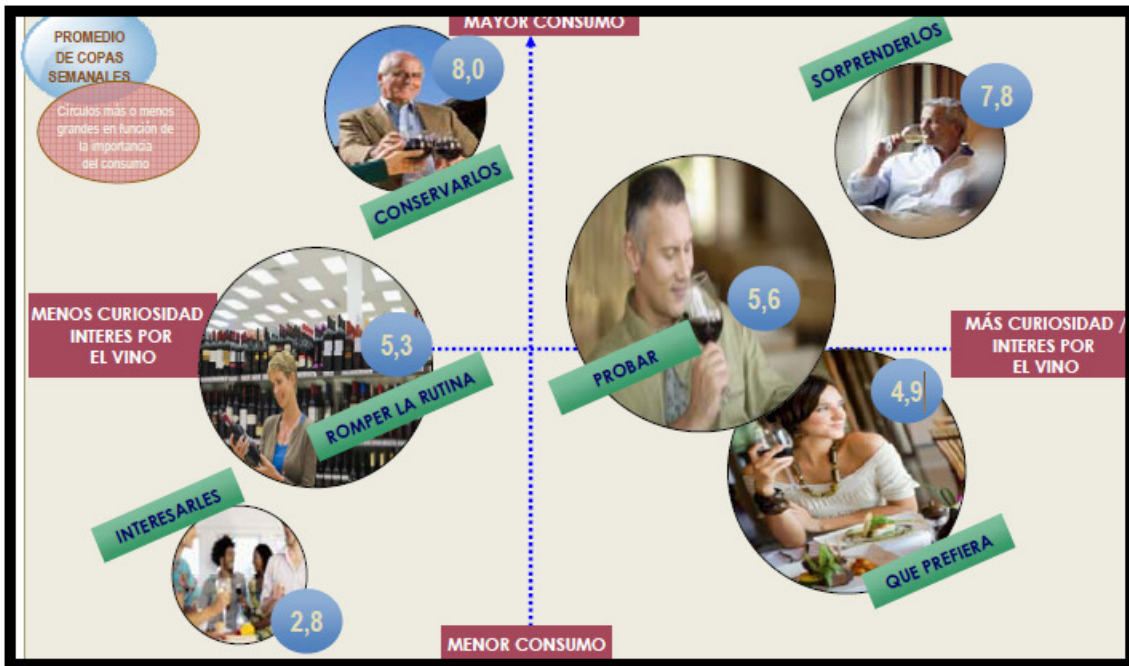 MAYOR CONSUMO
PROMEDIO
DE COPAS
SEMANALES
Círculos más o menos
grandes en función de
la importancia
del consumo
8,0
CONSERVARLOS
SORPRENDERLOS
7,8
MENOS CURIOSIDAD
INTERES POR
EL VINO
5,3
ROMPER LA RUTINA
5,6
PROBAR
MÁS CURIOSIDAD /
INTERES POR
EL VINO
4,9
QUE PREFIERA
INTERESARLES
2,8
MENOR CONSUMO